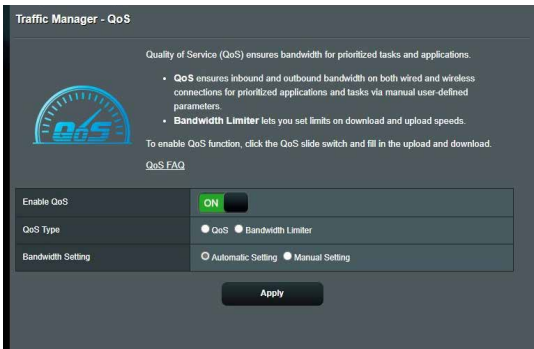 Traffic Manager - QoS
Quality of Service (QoS) ensures bandwidth for prioritized tasks and applications.
• QoS ensures inbound and outbound bandwidth on both wired and wireless
connections for prioritized applications and tasks via manual user-defined
parameters.
• Bandwidth Limiter lets you set limits on download and upload speeds.
QoS
To enable QoS function, click the QoS slide switch and fill in the upload and download.
QoS FAQ
Enable QoS ON
QoS Type QoS Bandwidth Limiter
Bandwidth Setting Automatic Setting Manual Setting
Apply